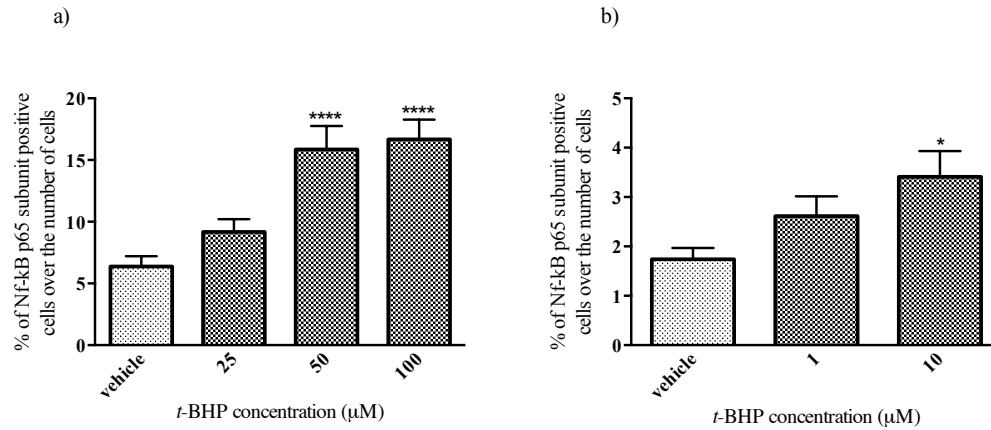 a)
% of Nf-kB p65 subunit positive
cells over the number of cells
20
15
10
5
0
****
****
vehicle
25
50
100
t-BHP concentration (μM)
b)
% of Nf-kB p65 subunit positive
cells over the number of cells
5
4
3
2
1
0
*
vehicle
1
10
t-BHP concentration (μM)